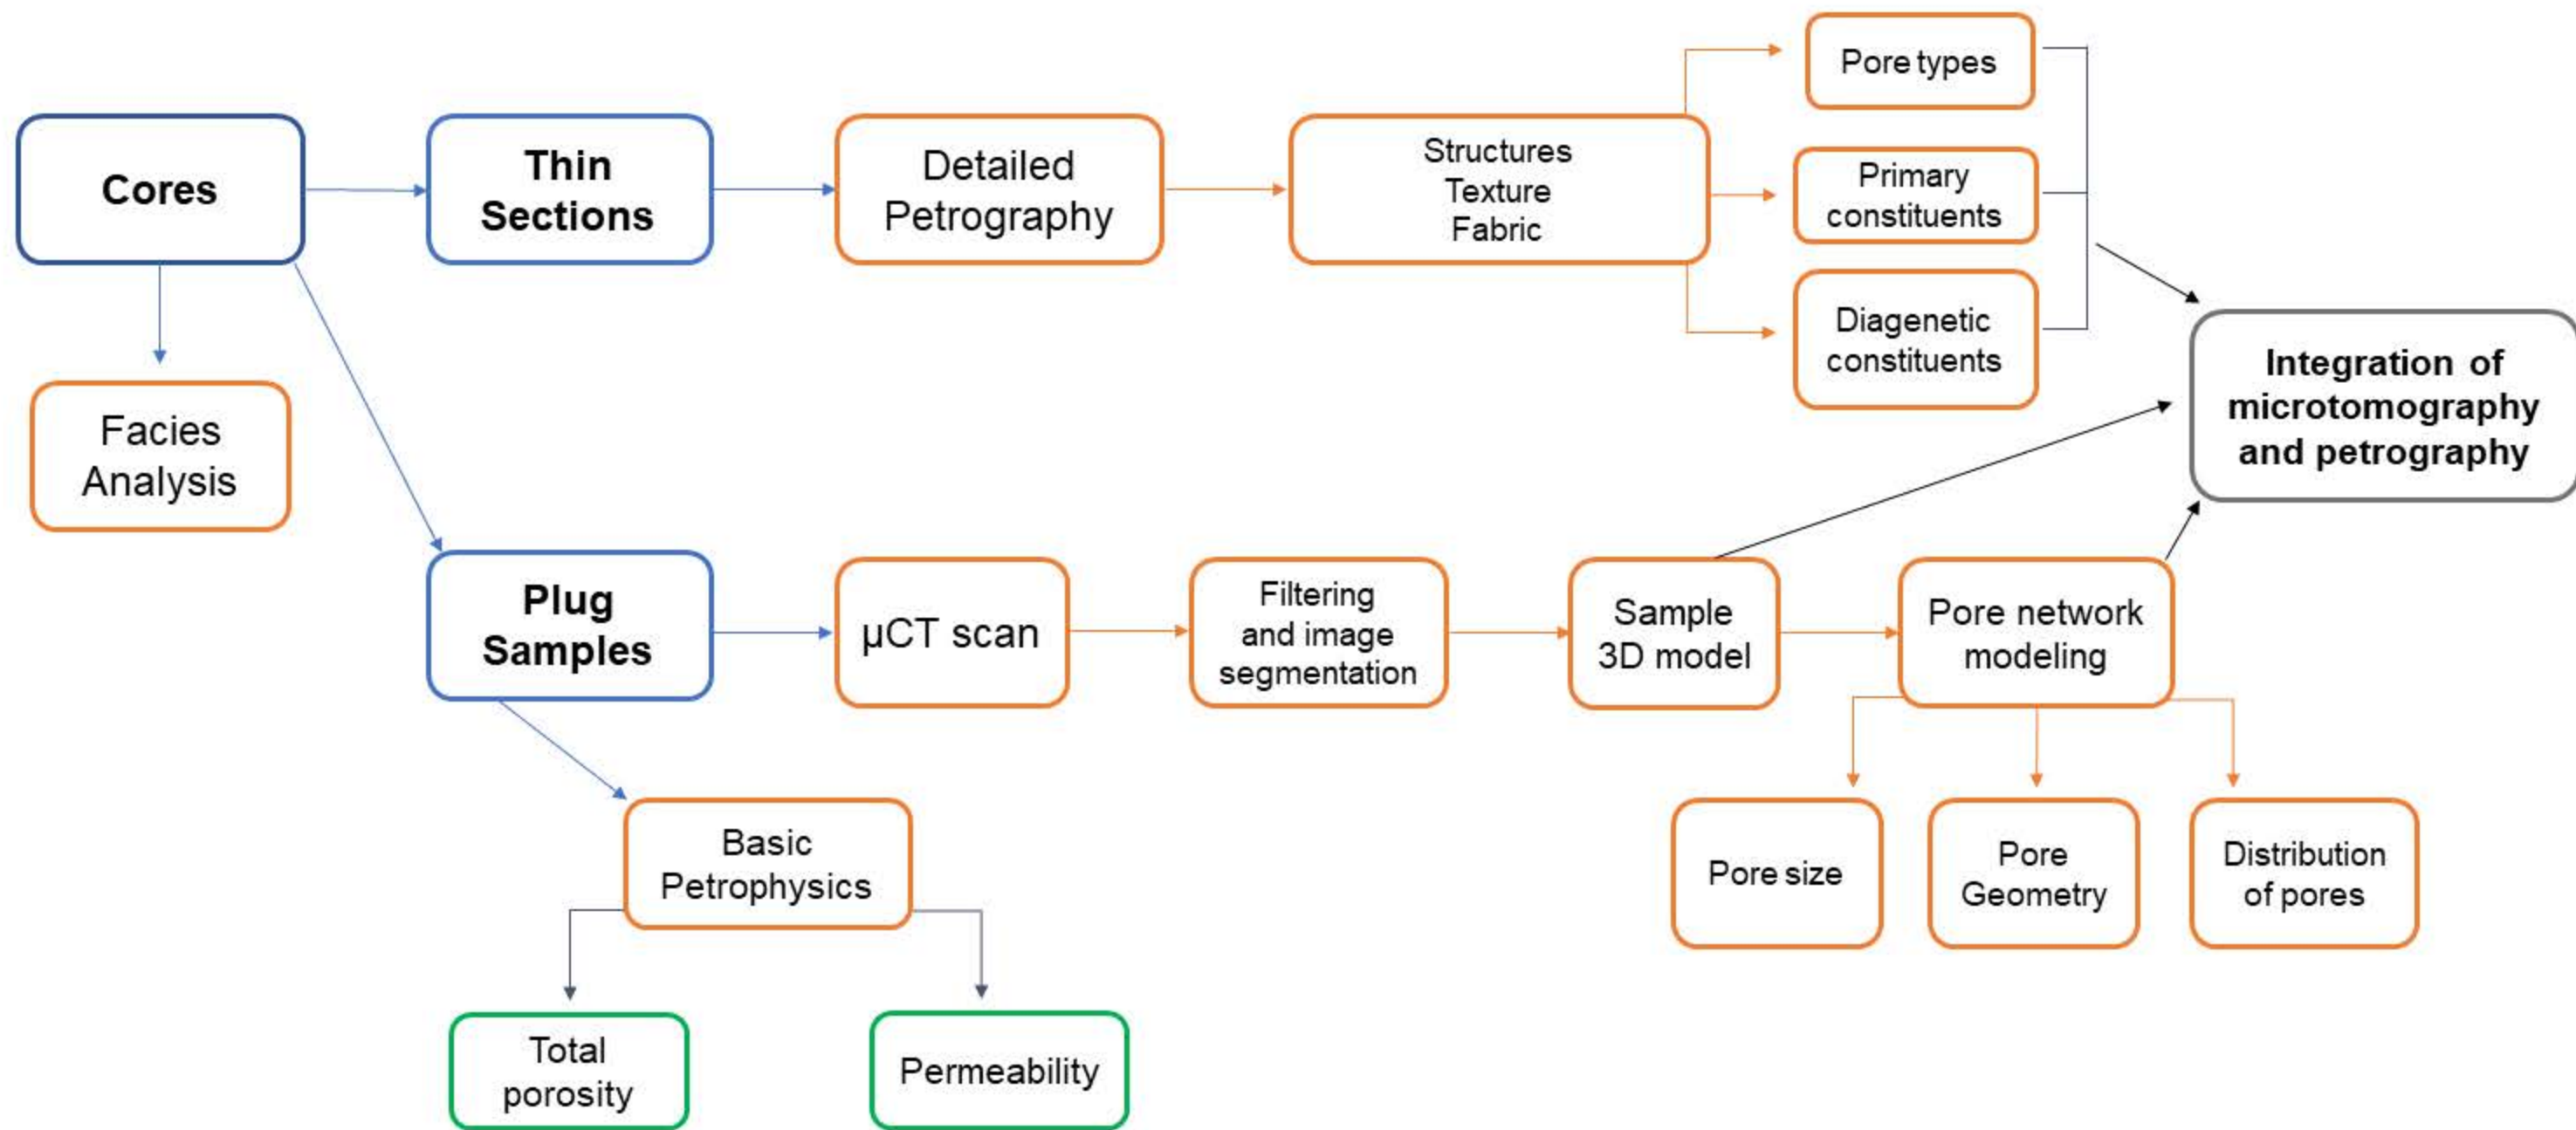 Cores
Thin
Sections
Detailed
Petrography
Structures
Texture
Fabric
Pore types
Primary
constituents
Diagenetic
constituents
Integration of
microtomography
and petrography
Facies
Analysis
Plug
Samples
µCT scan
Filtering
and image
segmentation
Sample
3D model
Pore network
modeling
Pore size
Pore
Geometry
Distribution
of pores
Basic
Petrophysics
Total
porosity
Permeability